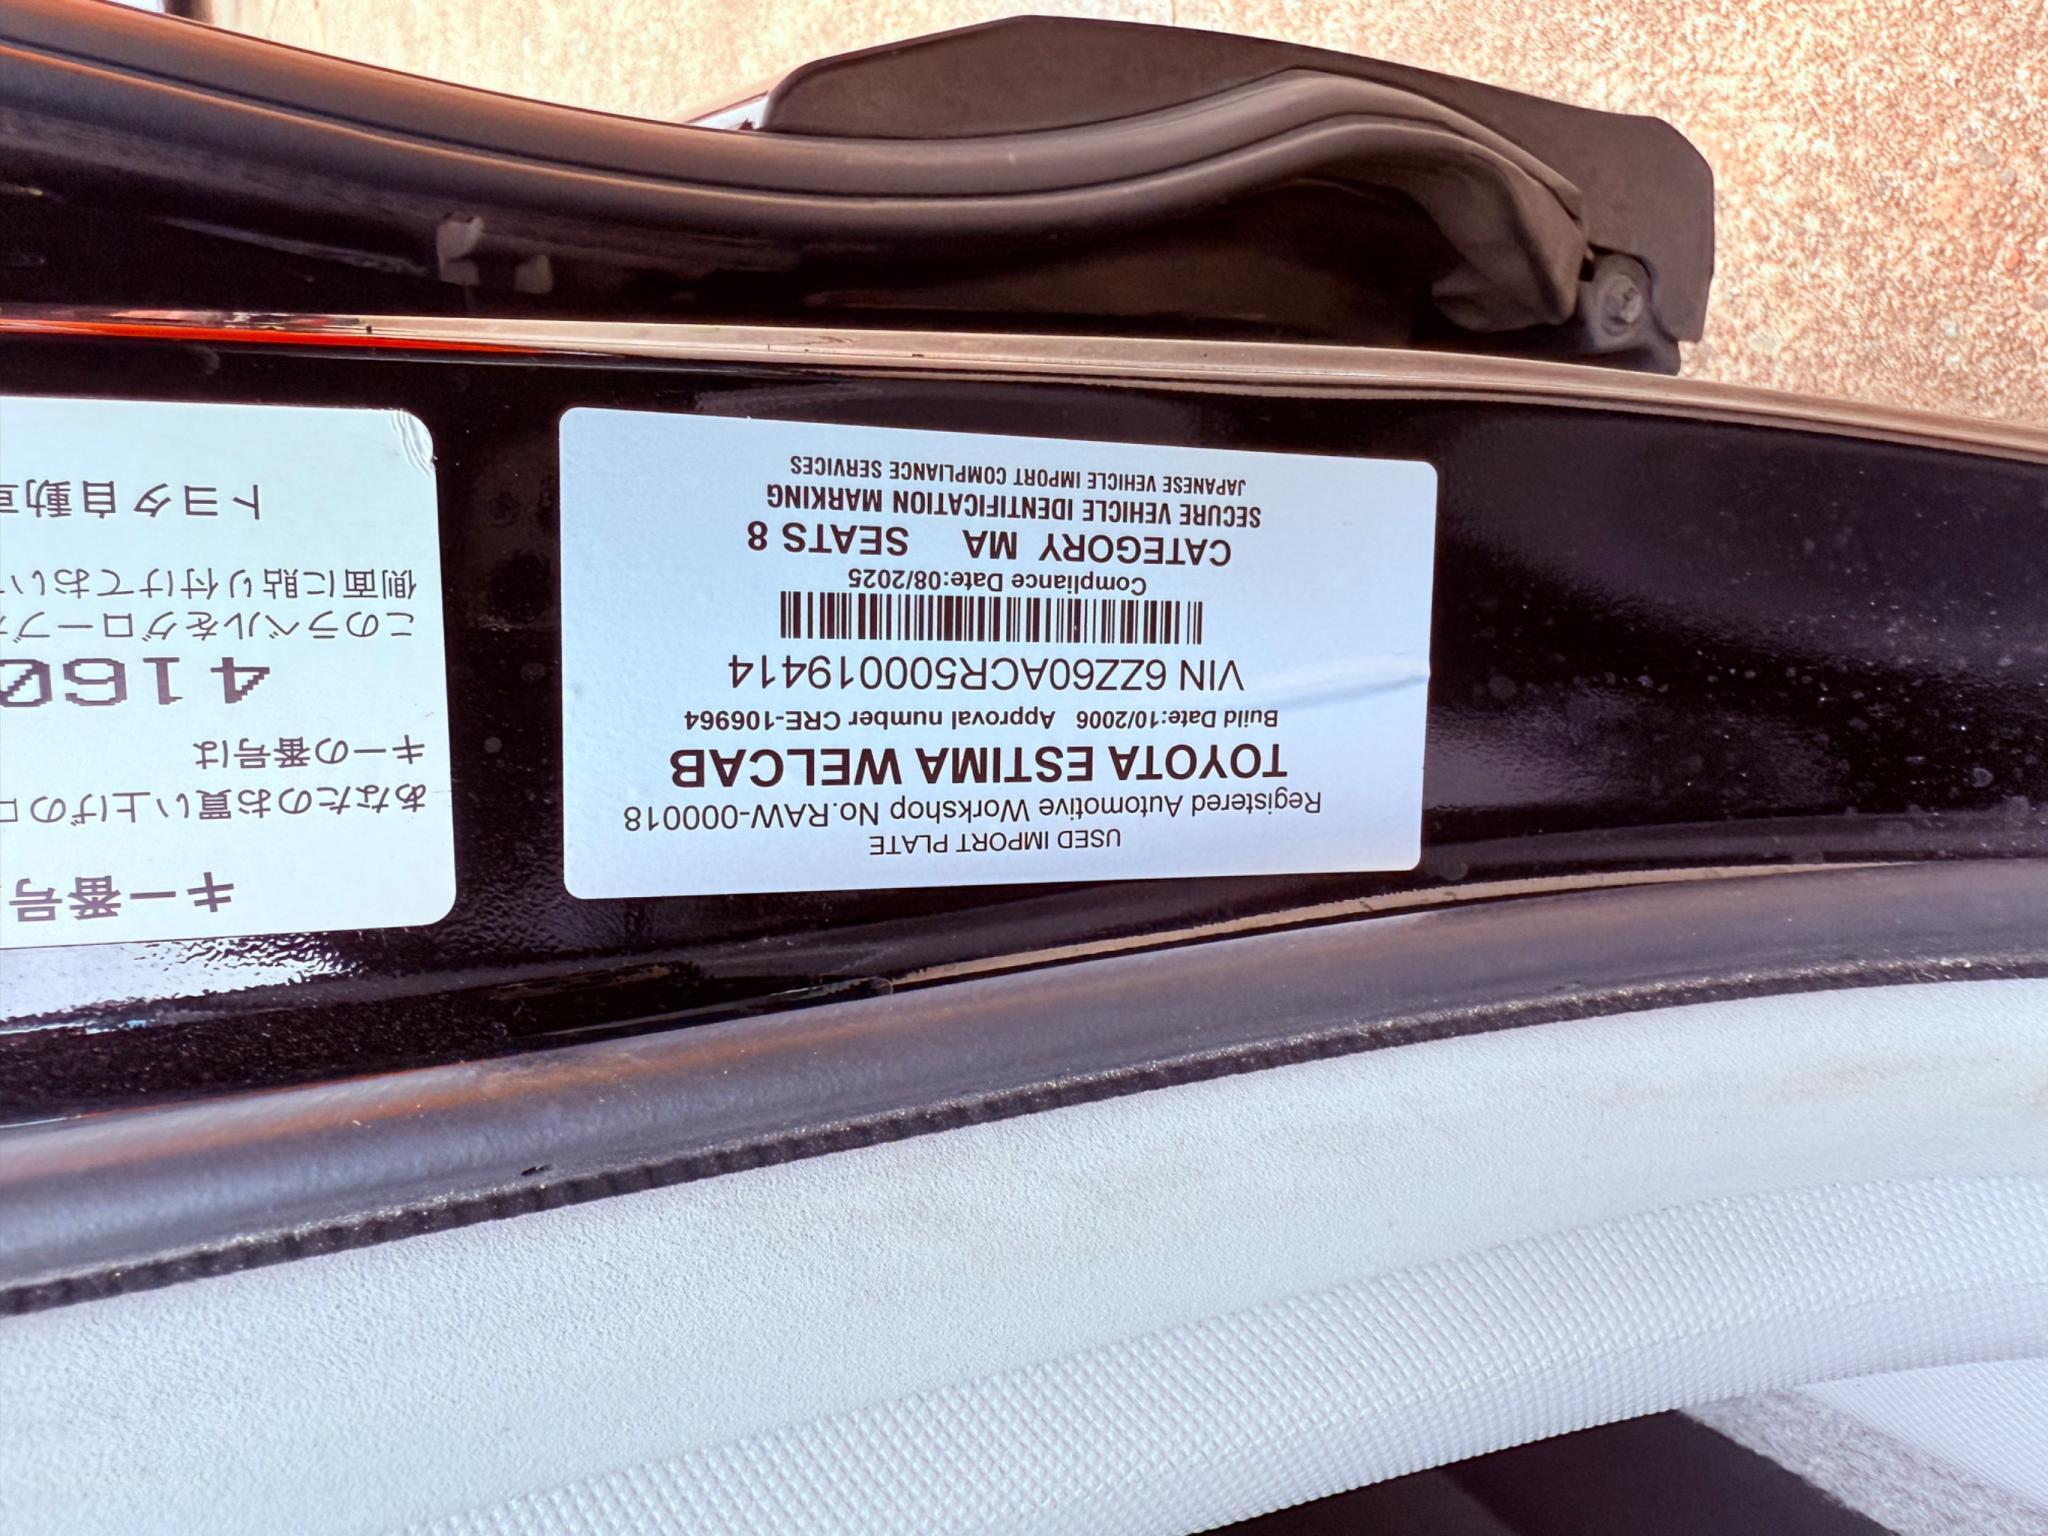 USED IMPORT PLATE
Registered Automotive Workshop No.RAW-000018
TOYOTA ESTIMA WELCAB
Build Date:10/2006 Approval number CRE-106964
VIN 6ZZ60ACR500019414
Compliance Date:08/2025
CATEGORY MA SEATS 8
SECURE VEHICLE IDENTIFICATION MARKING
JAPANESE VEHICLE IMPORT COMPLIANCE SERVICES
キー番号
あなたのお買い上げの
キーの番号は
4160
このラベルをグローブ
側面に貼り付けておい
トヨタ自動